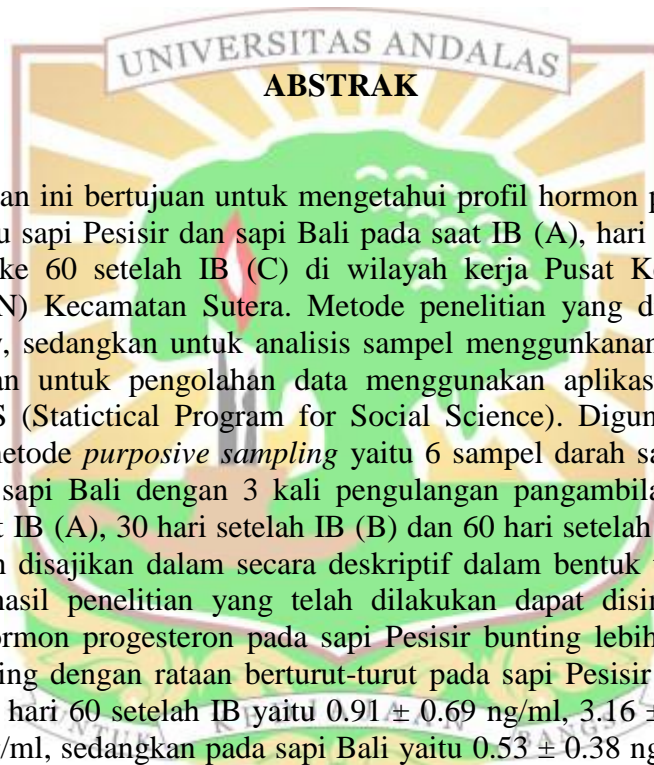 UNIVERSITAS ANDALAS
ABSTRAK
an ini bertujuan untuk mengetahui profil hormon p
u sapi Pesisir dan sapi Bali pada saat IB (A), hari
ke 60 setelah IB (C) di wilayah kerja Pusat Ke
N) Kecamatan Sutera. Metode penelitian yang d
, sedangkan untuk analisis sampel menggunkanan
an untuk pengolahan data menggunakan aplikas
S (Statictical Program for Social Science). Digun
netode purposive sampling yaitu 6 sampel darah sa
sapi Bali dengan 3 kali pengulangan pangambila
t IB (A), 30 hari setelah IB (B) dan 60 hari setelah
n disajikan dalam secara deskriptif dalam bentuk
hasil penelitian yang telah dilakukan dapat disin
ormon progesteron pada sapi Pesisir bunting lebih
ing dengan rataan berturut-turut pada sapi Pesisir
hari 60 setelah IB yaitu 0.91 ± 0.69 ng/ml, 3.16 ±
/ml, sedangkan pada sapi Bali yaitu 0.53 ± 0.38 ng
UNTUK BANGSA